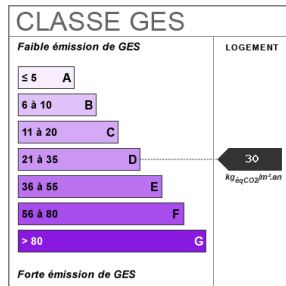 CLASSE GES
Faible émission de GES
LOGEMENT
≤ 5 A
6 à 10 B
11 à 20 C
21 à 35 D
30
kgéqCO2/m².an
36 à 55 E
56 à 80 F
> 80 G
Forte émission de GES